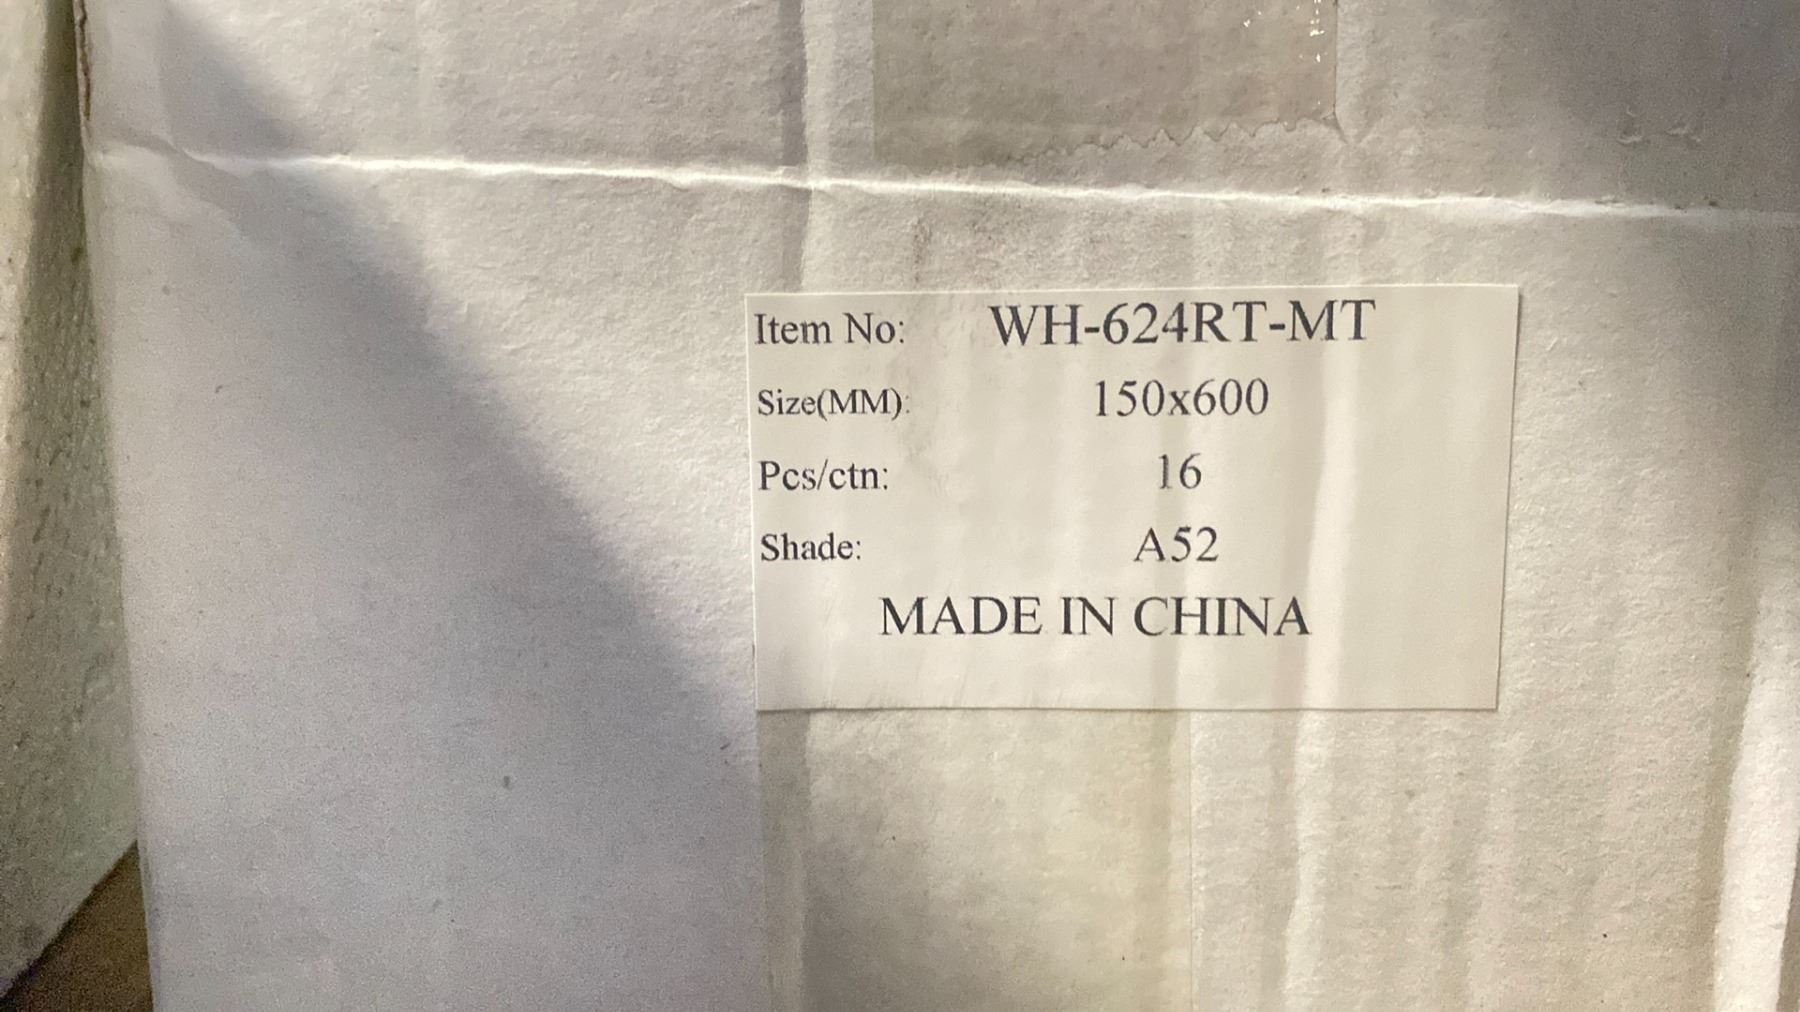 Item No: WH-624RT-MT
Size(MM): 150x600
Pcs/ctn: 16
Shade: A52
MADE IN CHINA